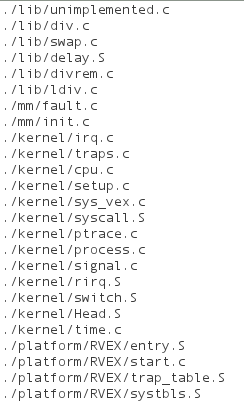 ./lib/unimplemented.c
./lib/div.c
./lib/swap.c
./lib/delay.S
./lib/divrem.c
./lib/ldiv.c
./mm/fault.c
./mm/init.c
./kernel/irq.c
./kernel/traps.c
./kernel/cpu.c
./kernel/setup.c
./kernel/sys_vex.c
./kernel/syscall.S
./kernel/ptrace.c
./kernel/process.c
./kernel/signal.c
./kernel/rirq.S
./kernel/switch.S
./kernel/Head.S
./kernel/time.c
./platform/RVEX/entry.S
./platform/RVEX/start.c
./platform/RVEX/trap_table.S
./platform/RVEX/systbls.S